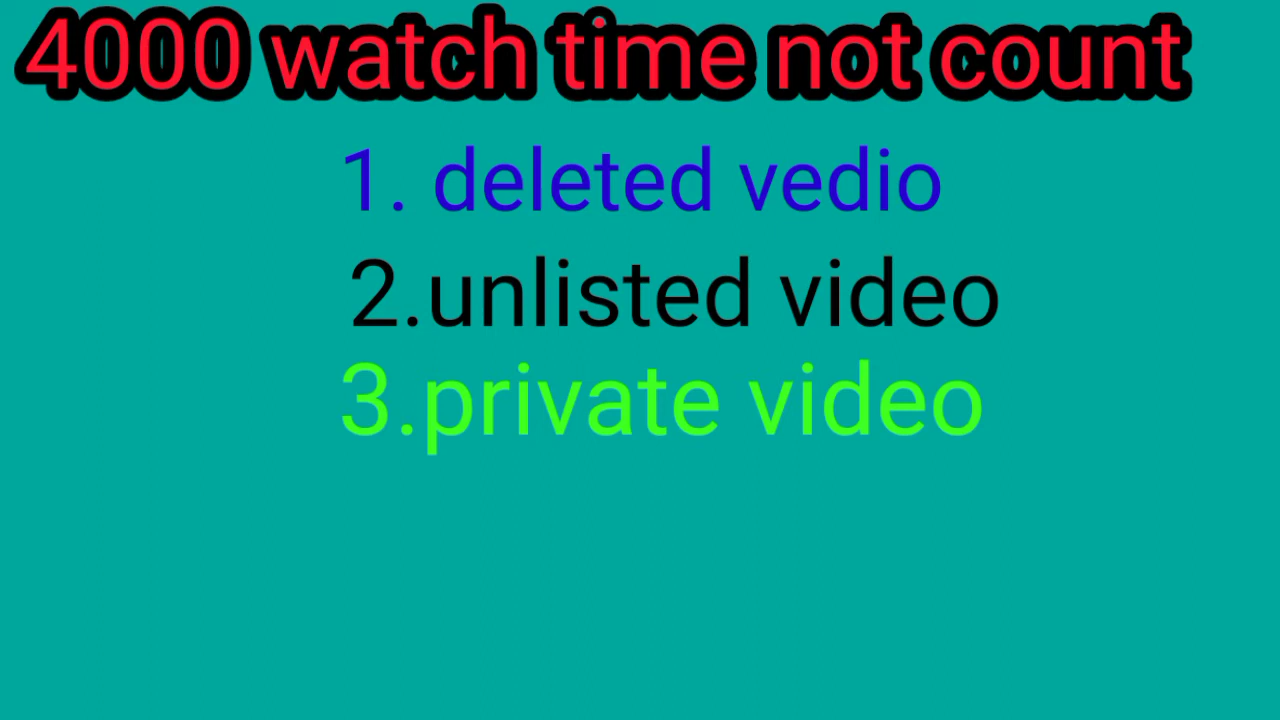 4000 watch time not count
1. deleted vedio
2.unlisted video
3.private video